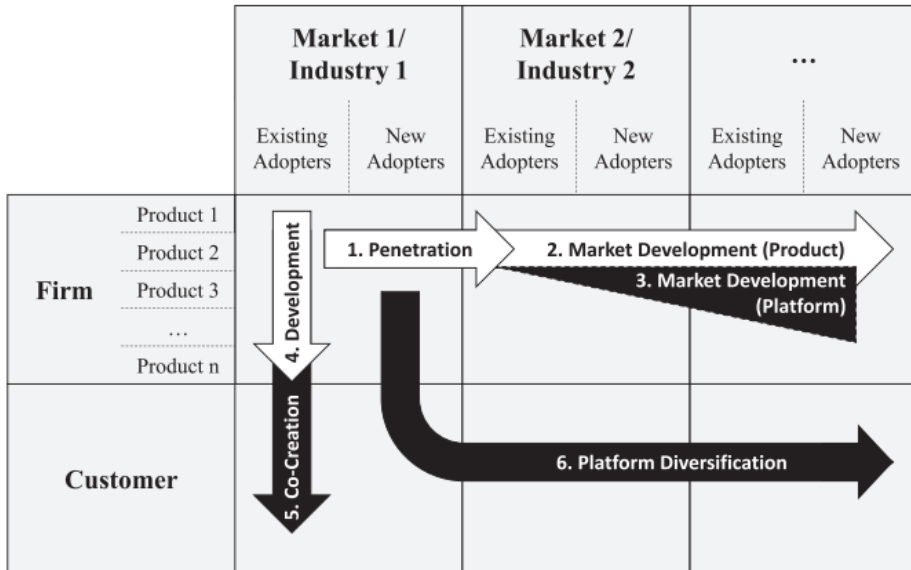 Market 1/
Industry 1
Market 2/
Industry 2
...
Existing
Adopters
New
Adopters
Existing
Adopters
New
Adopters
Existing
Adopters
New
Adopters
Firm
Product 1
Product 2
Product 3
...
Product n
1. Penetration
2. Market Development (Product)
3. Market Development
(Platform)
4. Development
Customer
5. Co-Creation
6. Platform Diversification